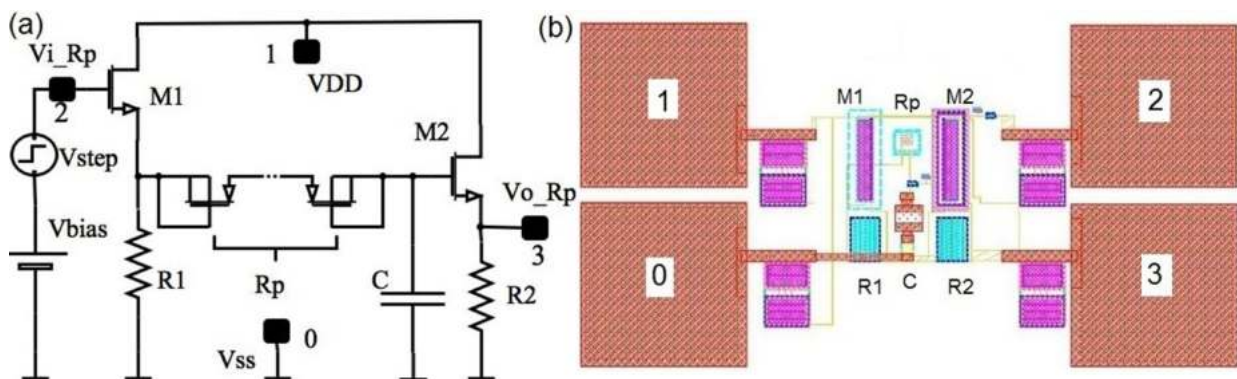 (a)
Vi_Rp
2
M1
1
VDD
M2
Vstep
Vo_Rp
3
Vbias
R1
Rp
C
R2
0
Vss
(b)
1
2
M1
Rp
M2
0
3
R1
C
R2